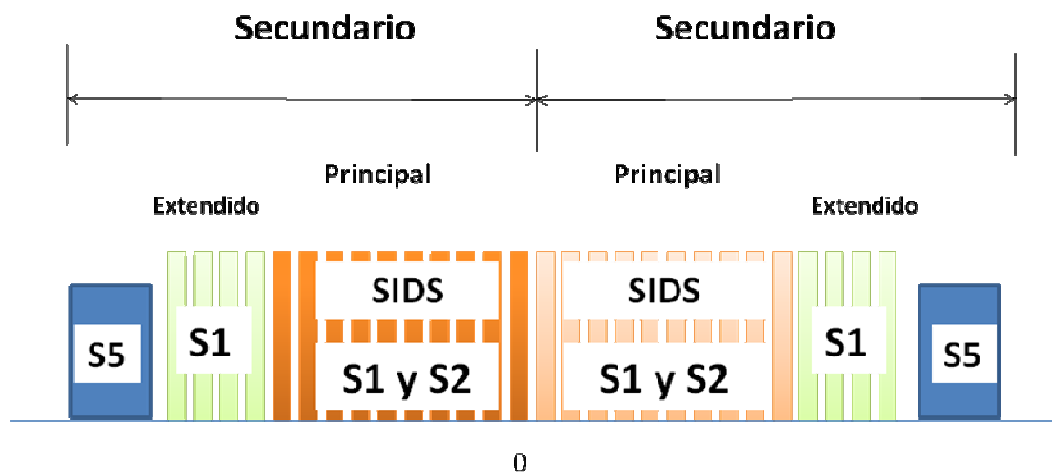 Secundario Secundario
Principal Principal
Extendido Extendido
SIDS SIDS
S5 S1 S1 y S2 S1 y S2 S1 S5
0